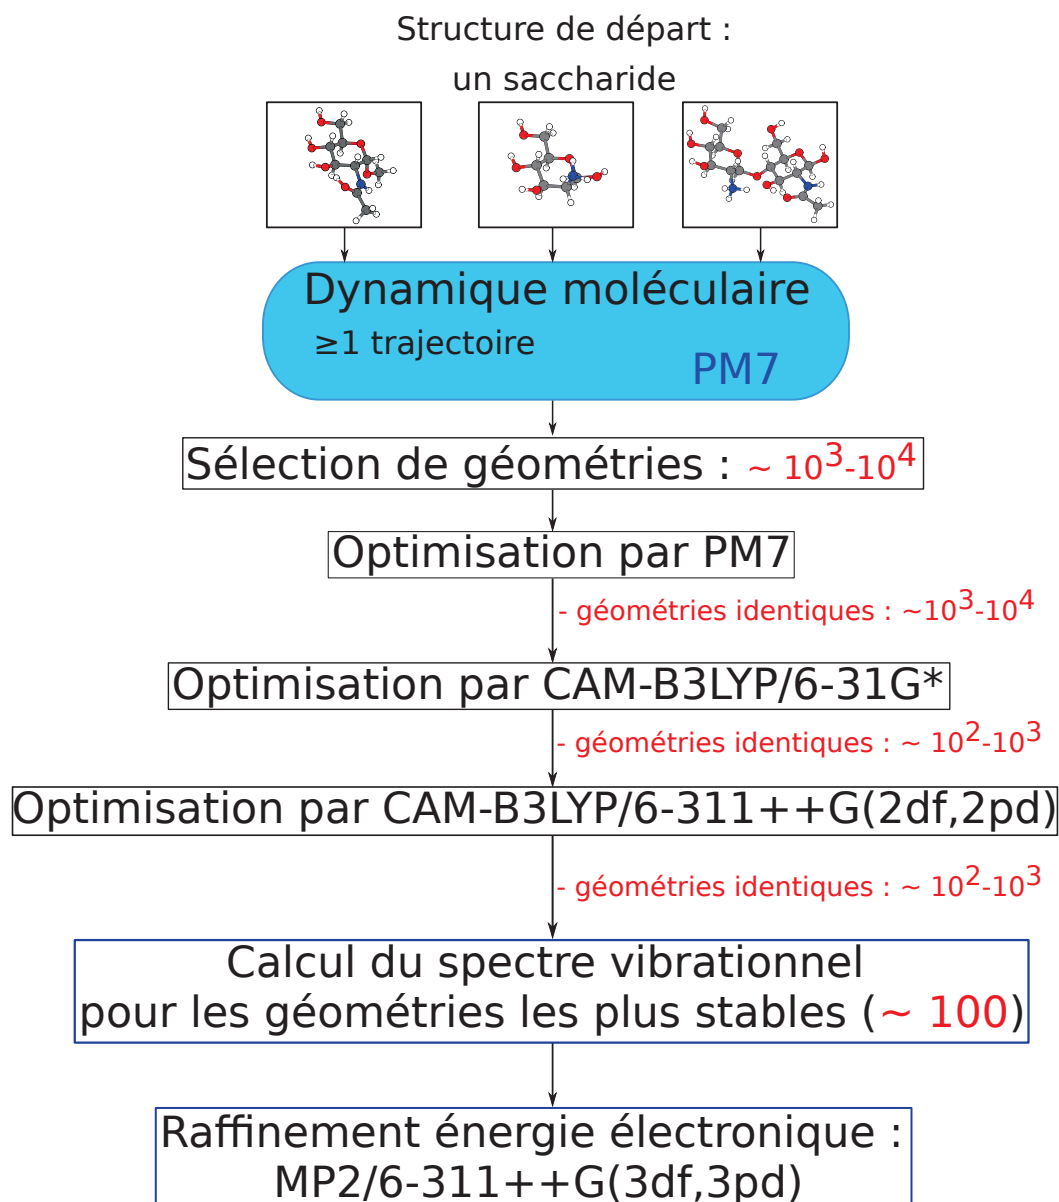 Structure de départ :
un saccharide
Dynamique moléculaire
≥1 trajectoire
PM7
Sélection de géométries : ~ 10³-10⁴
Optimisation par PM7
- géométries identiques : ~10³-10⁴
Optimisation par CAM-B3LYP/6-31G*
- géométries identiques : ~ 10²-10³
Optimisation par CAM-B3LYP/6-311++G(2df,2pd)
- géométries identiques : ~ 10²-10³
Calcul du spectre vibrationnel
pour les géométries les plus stables (~ 100)
Raffinement énergie électronique :
MP2/6-311++G(3df,3pd)